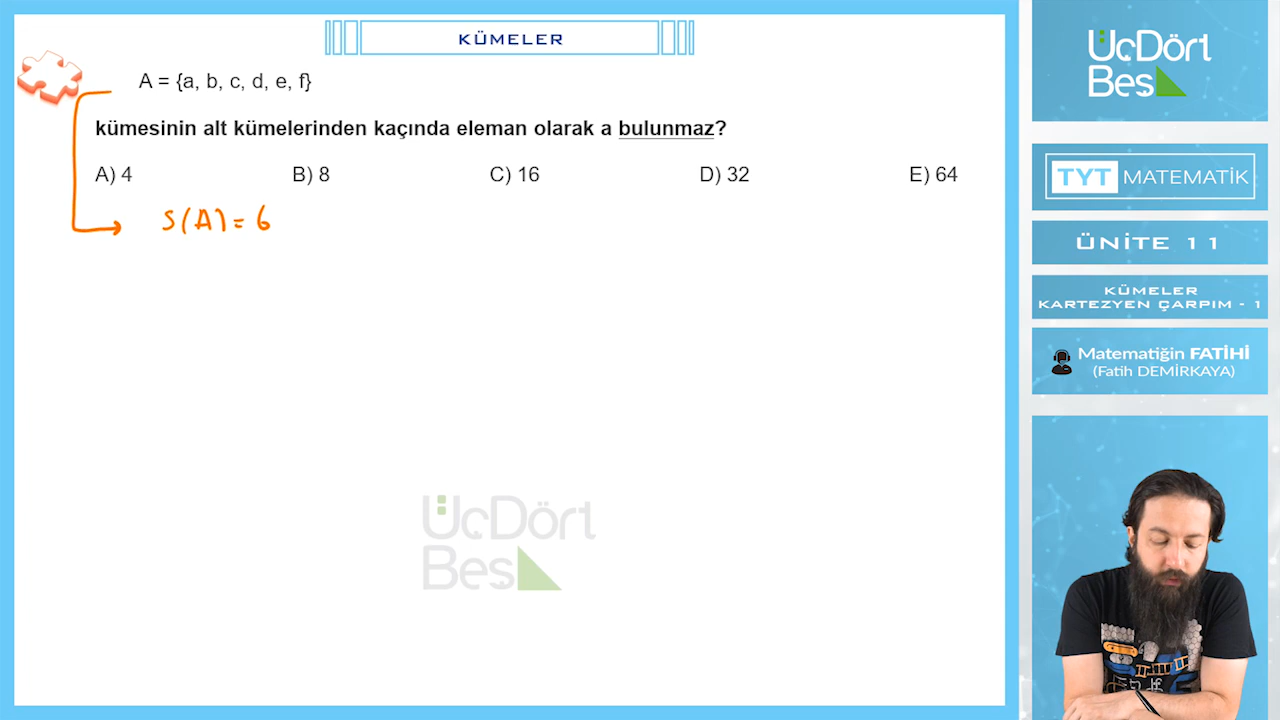 KÜMELER
A = {a, b, c, d, e, f}
kümesinin alt kümelerinden kaçında eleman olarak a bulunmaz?
A) 4 B) 8 C) 16 D) 32 E) 64
S(A) = 6
ÜçDört
Beş
ÜçDört
Beş
TYT MATEMATİK
ÜNİTE 11
KÜMELER
KARTEZYEN ÇARPIM - 1
Matematiğin FATİHİ
(Fatih DEMİRKAYA)